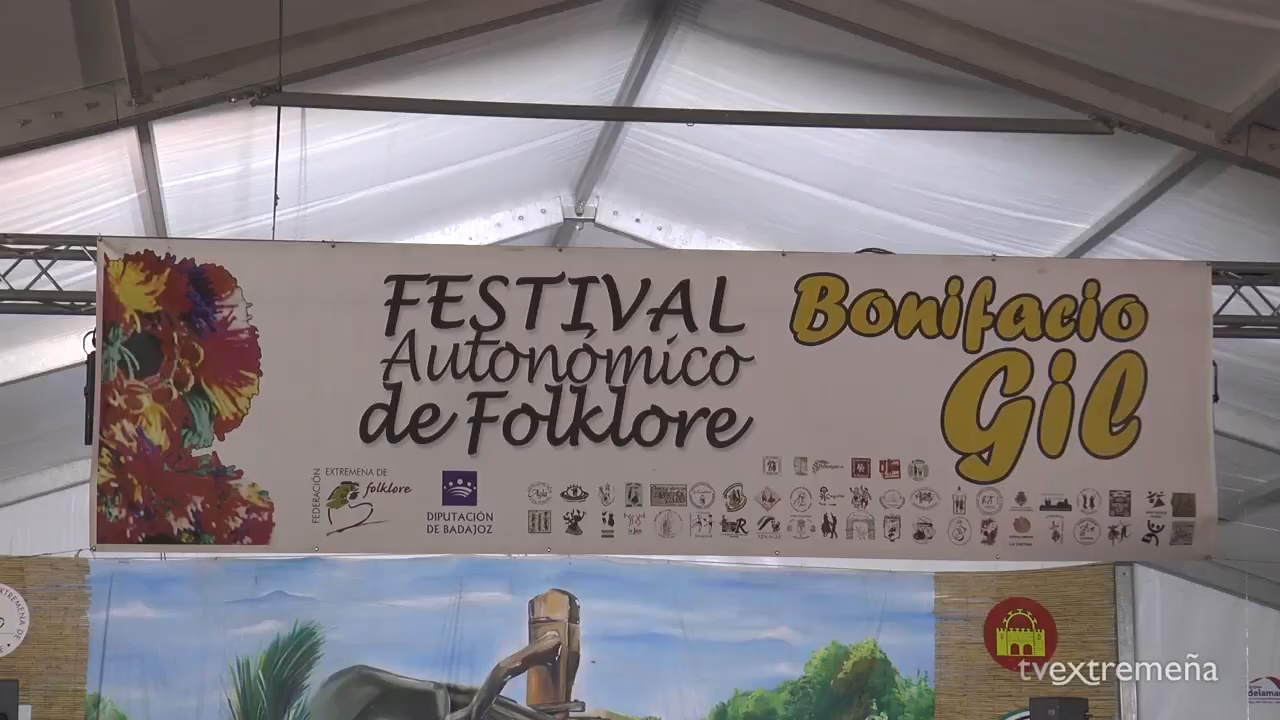 FESTIVAL
Autonómico
de Folklore
Bonifacio
Gil
FEDERACIÓN
EXTREMEÑA DE
folklore
DIPUTACIÓN
DE BADAJOZ
tvextremeña